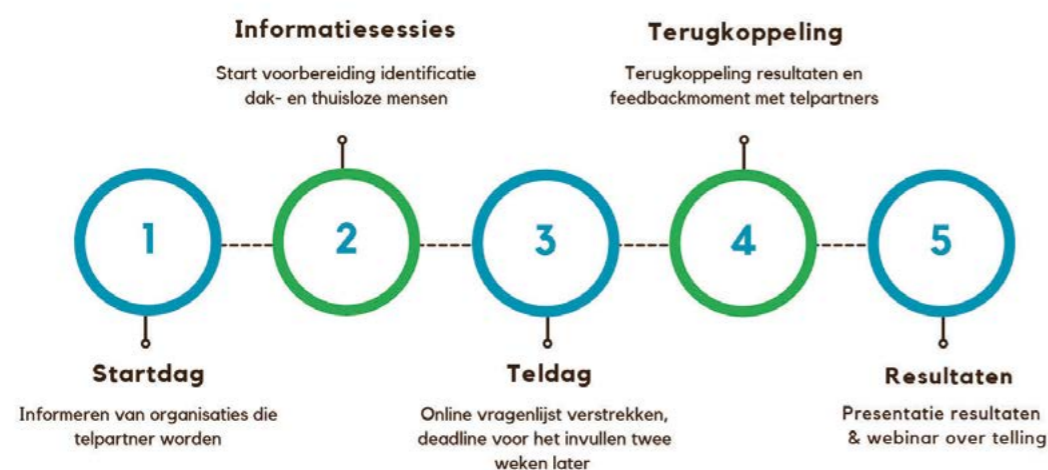 Informatiesessies
Start voorbereiding identificatie
dak- en thuisloze mensen
Terugkoppeling
Terugkoppeling resultaten en
feedbackmoment met telpartners
1
2
3
4
5
Startdag
Informeren van organisaties die
telpartner worden
Teldag
Online vragenlijst verstrekken,
deadline voor het invullen twee
weken later
Resultaten
Presentatie resultaten
& webinar over telling